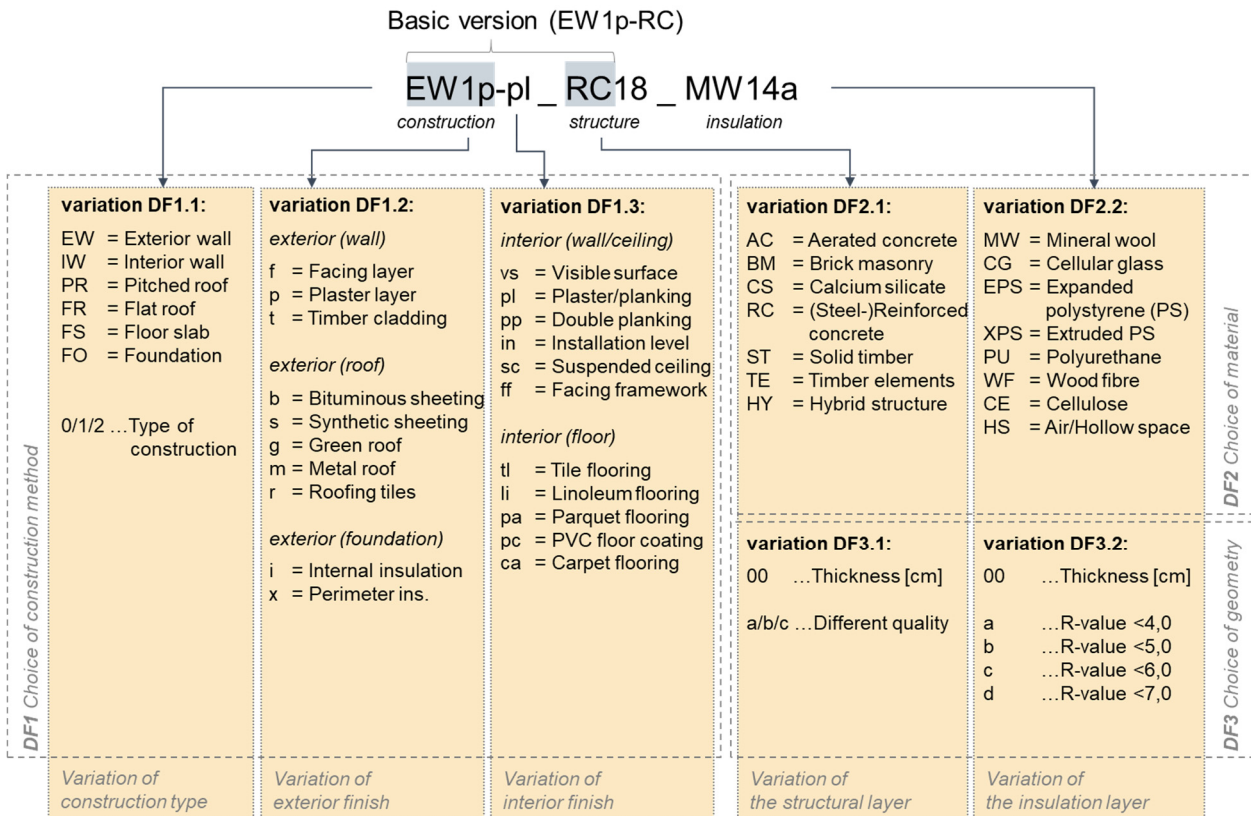 Basic version (EW1p-RC)
EW1p-pl _ RC18 _ MW14a
construction structure insulation
variation DF1.1:
EW = Exterior wall
IW = Interior wall
PR = Pitched roof
FR = Flat roof
FS = Floor slab
FO = Foundation
0/1/2 ...Type of
construction
Variation of
construction type
variation DF1.2:
exterior (wall)
f = Facing layer
p = Plaster layer
t = Timber cladding
exterior (roof)
b = Bituminous sheeting
s = Synthetic sheeting
g = Green roof
m = Metal roof
r = Roofing tiles
exterior (foundation)
i = Internal insulation
x = Perimeter ins.
Variation of
exterior finish
variation DF1.3:
interior (wall/ceiling)
vs = Visible surface
pl = Plaster/planking
pp = Double planking
in = Installation level
sc = Suspended ceiling
ff = Facing framework
interior (floor)
tl = Tile flooring
li = Linoleum flooring
pa = Parquet flooring
pc = PVC floor coating
ca = Carpet flooring
Variation of
interior finish
DF1 Choice of construction method
variation DF2.1:
AC = Aerated concrete
BM = Brick masonry
CS = Calcium silicate
RC = (Steel-)Reinforced
concrete
ST = Solid timber
TE = Timber elements
HY = Hybrid structure
variation DF2.2:
MW = Mineral wool
CG = Cellular glass
EPS = Expanded
polystyrene (PS)
XPS = Extruded PS
PU = Polyurethane
WF = Wood fibre
CE = Cellulose
HS = Air/Hollow space
DF2 Choice of material
variation DF3.1:
00 ...Thickness [cm]
a/b/c ...Different quality
Variation of
the structural layer
variation DF3.2:
00 ...Thickness [cm]
a ...R-value <4,0
b ...R-value <5,0
c ...R-value <6,0
d ...R-value <7,0
Variation of
the insulation layer
DF3 Choice of geometry